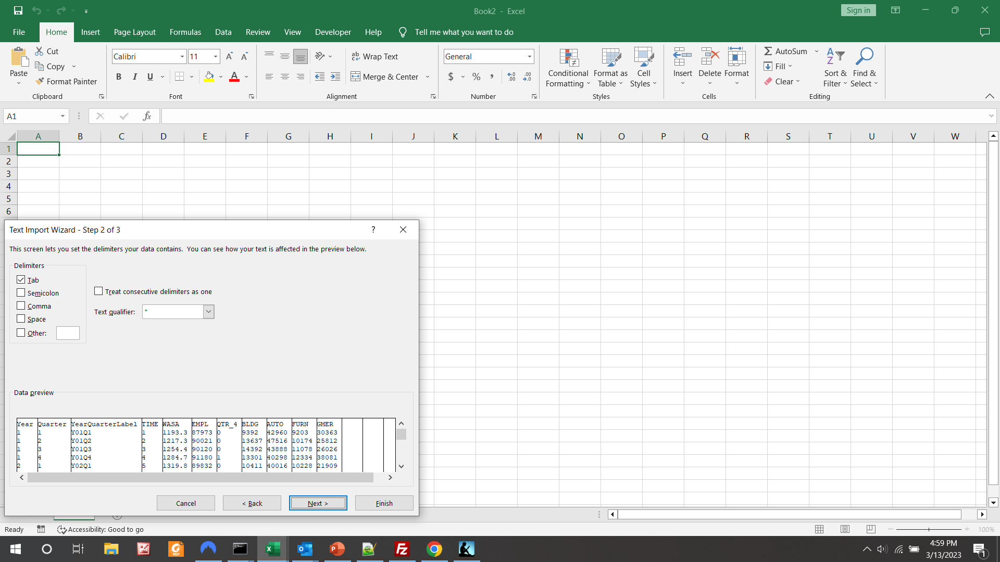 Book2 - Excel
Sign in
File Home Insert Page Layout Formulas Data Review View Developer Help Tell me what you want to do
Paste
Cut
Copy
Format Painter
Clipboard
Calibri 11
B I U
Font
Wrap Text
Merge & Center
Alignment
General
$ % ,
Number
Conditional Formatting
Format as Table
Cell Styles
Styles
Insert
Delete
Format
Cells
AutoSum
Fill
Clear
Sort & Filter
Find & Select
Editing
A1 fx
A B C D E F G H I J K L M N O P Q R S T U V W
1
2
3
4
5
6
Text Import Wizard - Step 2 of 3 ?
This screen lets you set the delimiters your data contains. You can see how your text is affected in the preview below.
Delimiters
Tab
Semicolon
Comma
Space
Other:
Treat consecutive delimiters as one
Text qualifier: "
Data preview
Year Quarter YearQuarterLabel TIME WASA EMPL QTR_4 BLDG AUTO FURN GMER
1 1 Y01Q1 1 1193.3 87973 0 9392 42960 9203 30363
1 2 Y01Q2 2 1217.3 90021 0 13637 47516 10174 25812
1 3 Y01Q3 3 1254.4 90120 0 14392 43888 11078 26026
1 4 Y01Q4 4 1284.7 91180 1 13301 40298 12334 38081
2 1 Y02Q1 5 1319.8 89832 0 10411 40016 10228 21909
Cancel < Back Next > Finish
Ready Accessibility: Good to go 100%
4:59 PM
3/13/2023
1